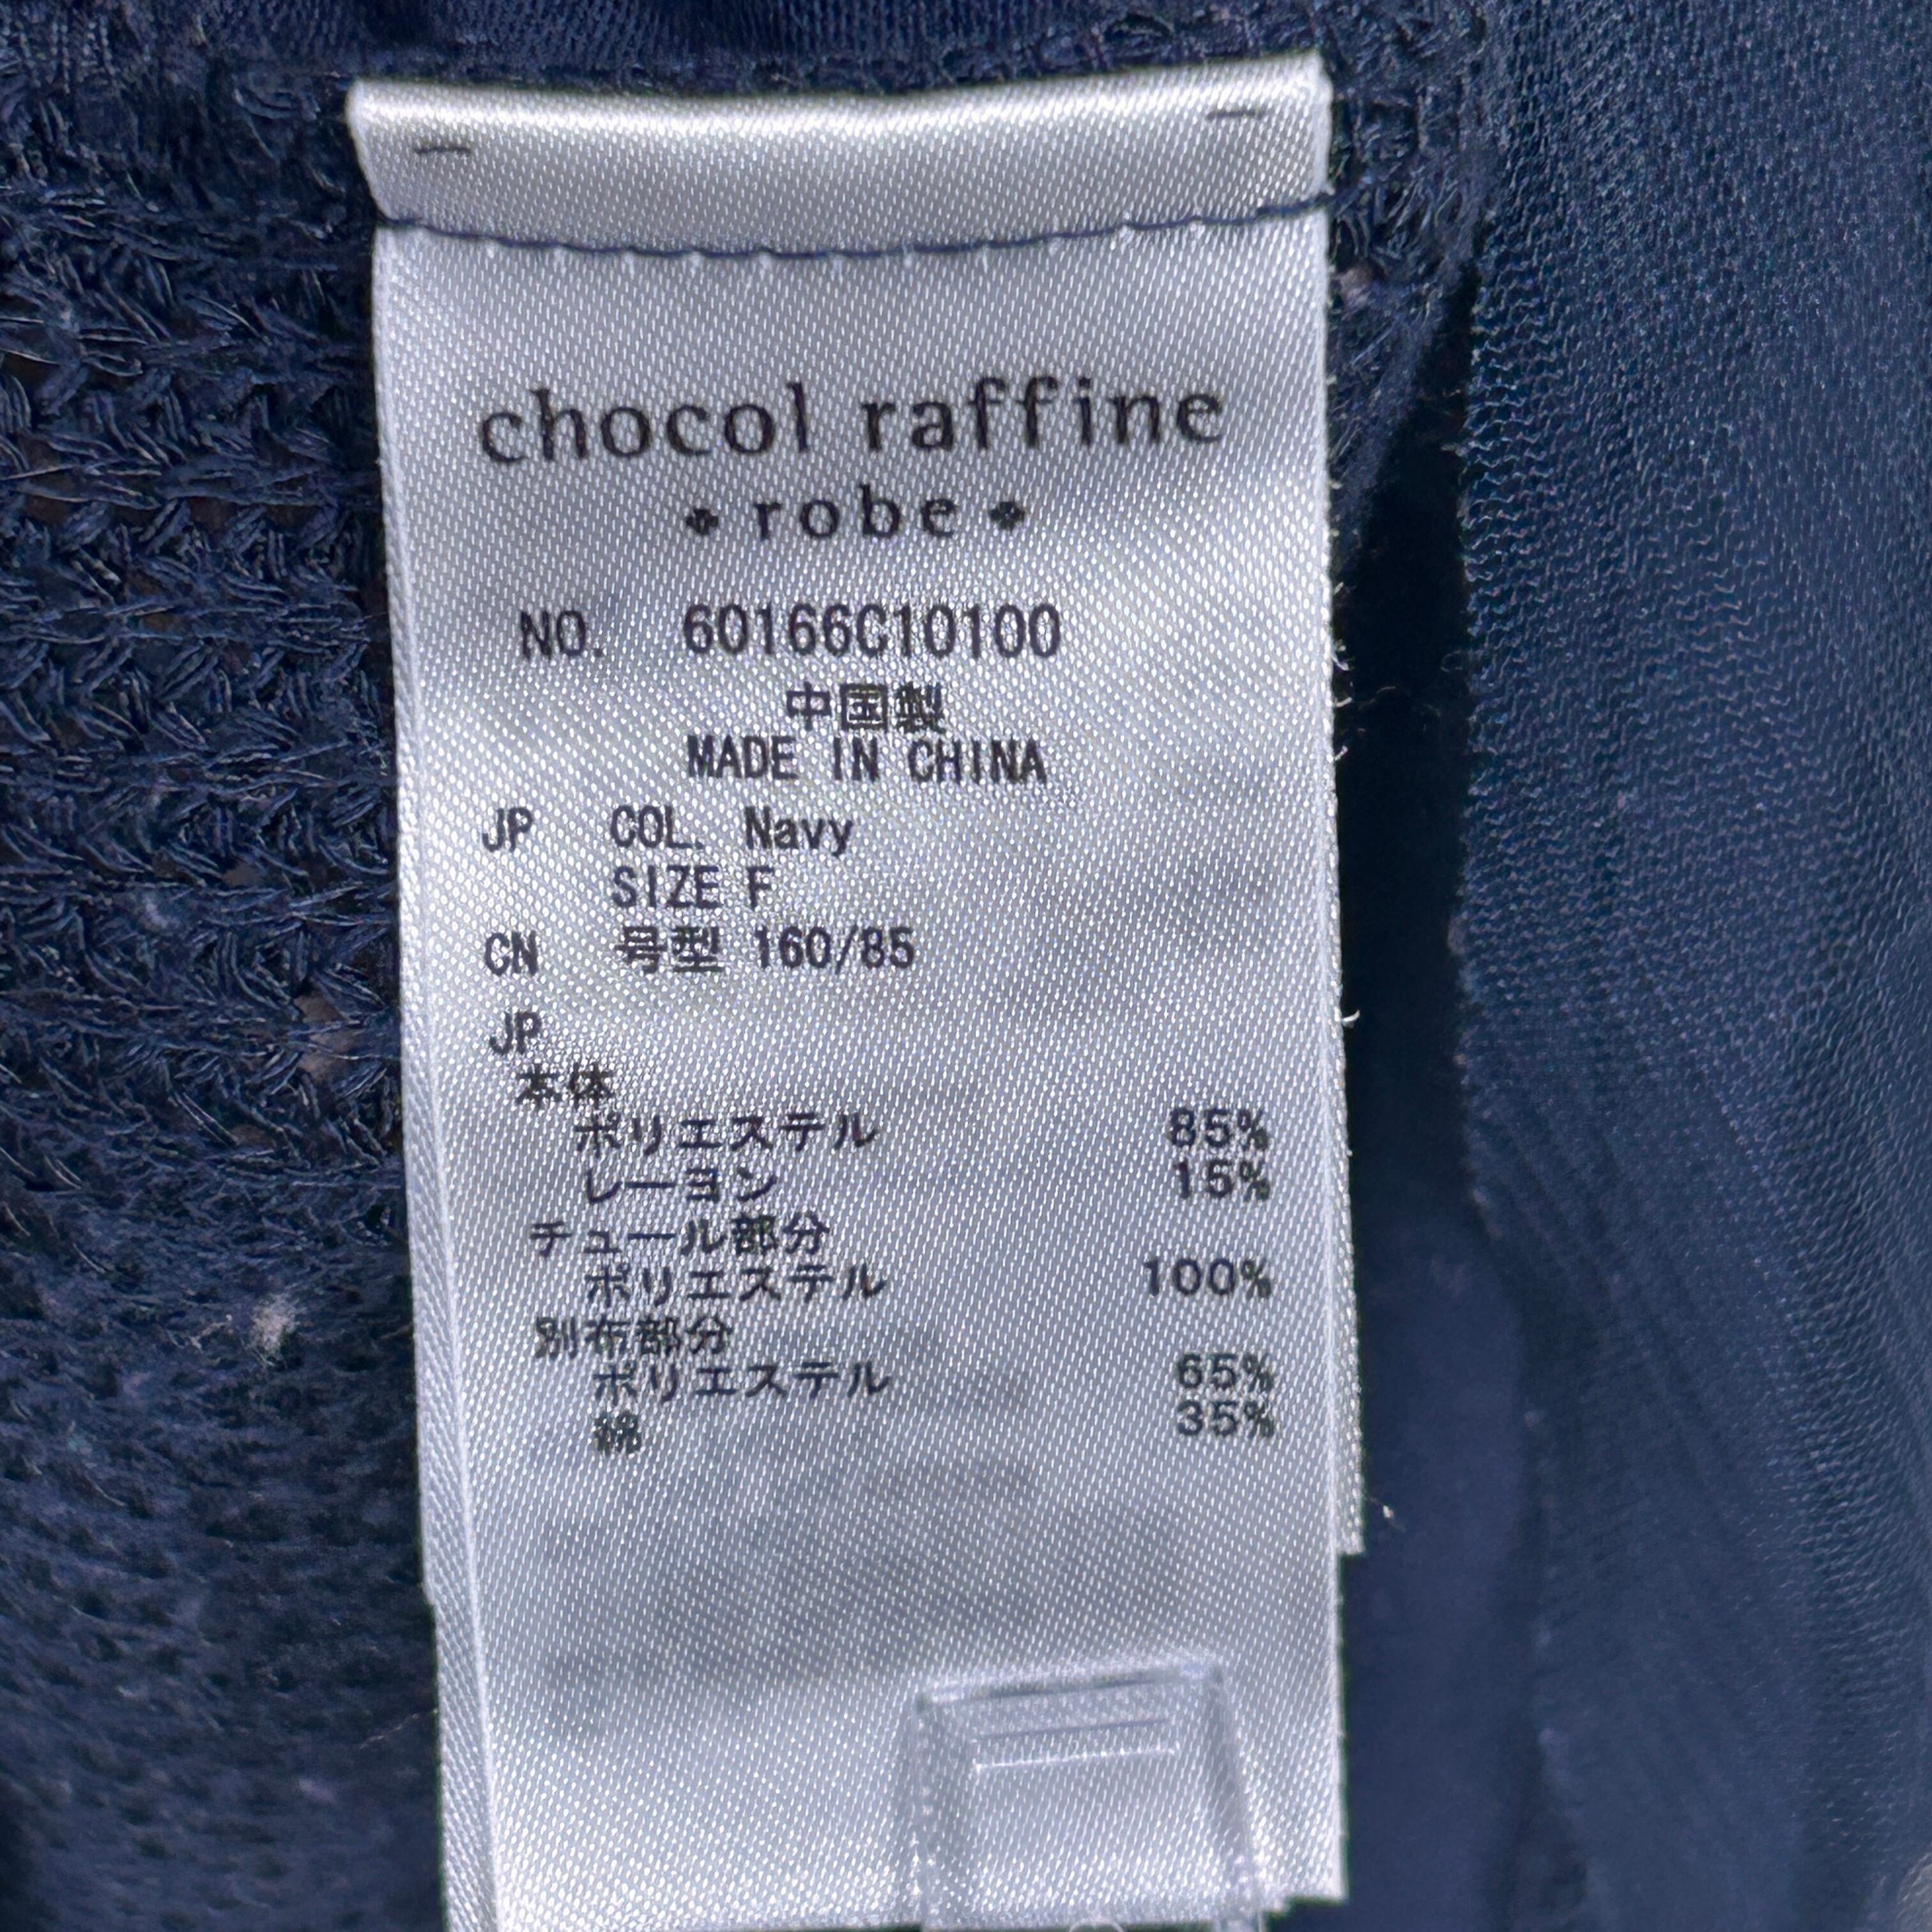 chocol raffine
robe
NO. 60166C10100
中国製
MADE IN CHINA
JP COL. Navy
SIZE F
CN 号型 160/85
JP
本体
ポリエステル 85%
レーヨン 15%
チュール部分
ポリエステル 100%
別布部分
ポリエステル 65%
綿 35%